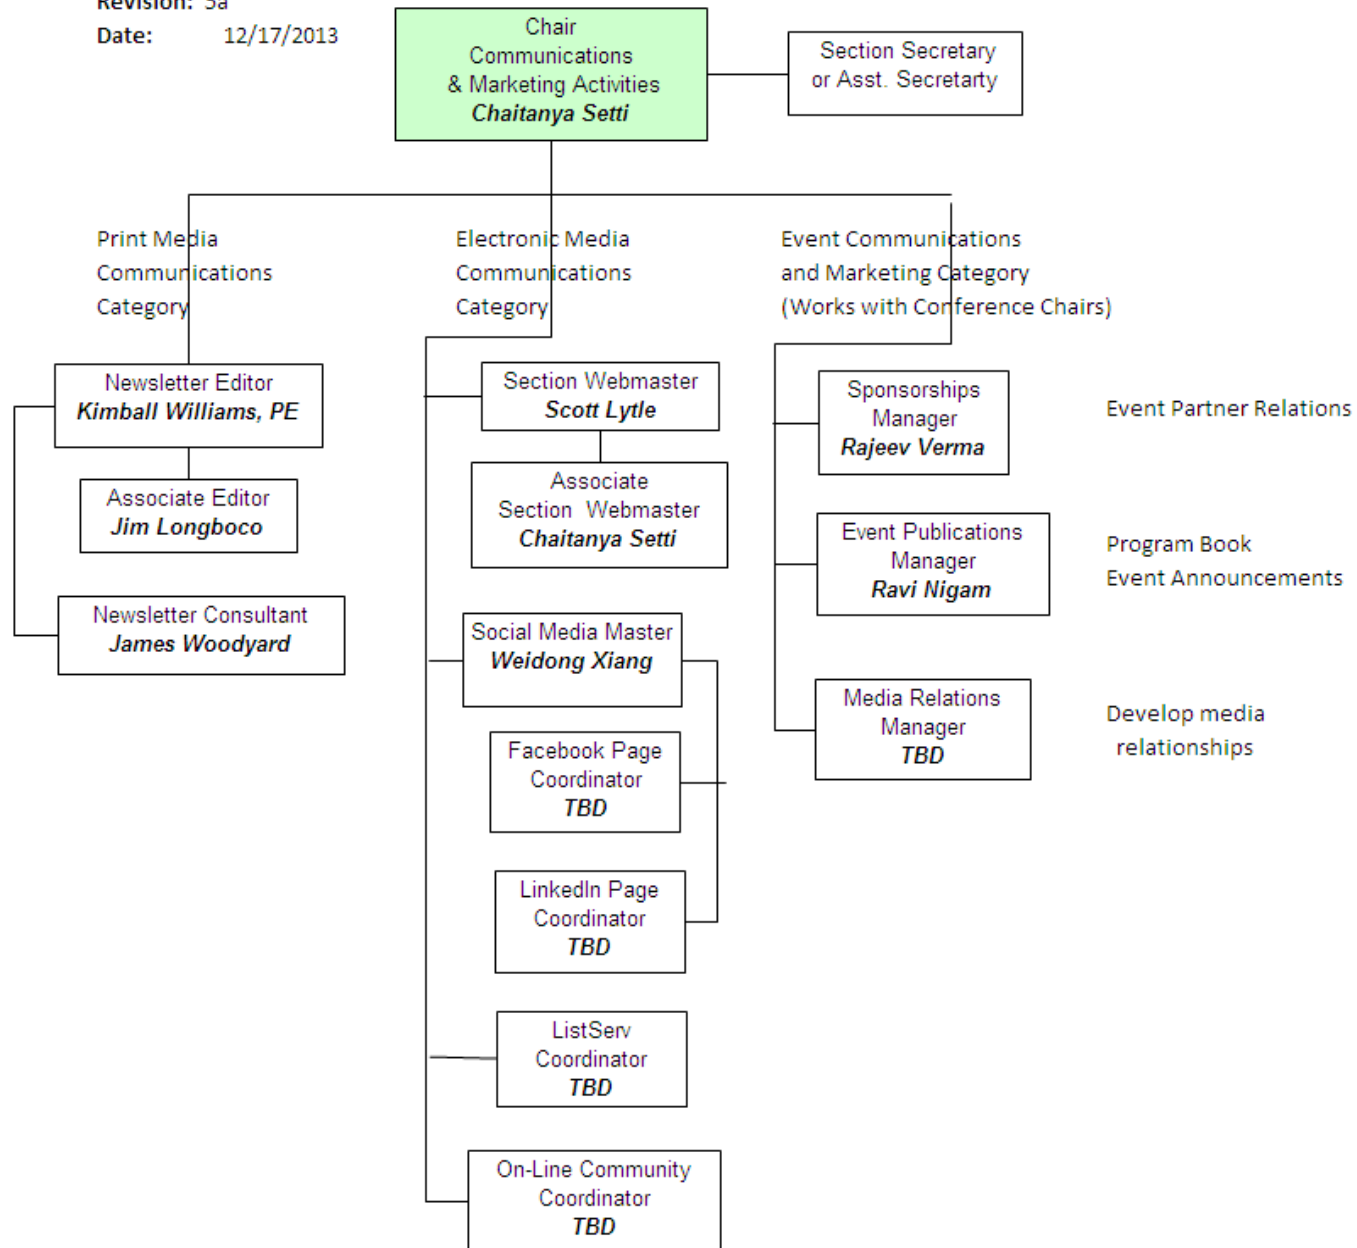 Revision: 5a
Date: 12/17/2013
Chair
Communications
& Marketing Activities
Chaitanya Setti
Section Secretary
or Asst. Secretarty
Print Media
Communications
Category
Electronic Media
Communications
Category
Event Communications
and Marketing Category
(Works with Conference Chairs)
Newsletter Editor
Kimball Williams, PE
Associate Editor
Jim Longboco
Newsletter Consultant
James Woodyard
Section Webmaster
Scott Lytle
Associate
Section Webmaster
Chaitanya Setti
Social Media Master
Weidong Xiang
Facebook Page
Coordinator
TBD
LinkedIn Page
Coordinator
TBD
ListServ
Coordinator
TBD
On-Line Community
Coordinator
TBD
Sponsorships
Manager
Rajeev Verma
Event Partner Relations
Event Publications
Manager
Ravi Nigam
Program Book
Event Announcements
Media Relations
Manager
TBD
Develop media
relationships